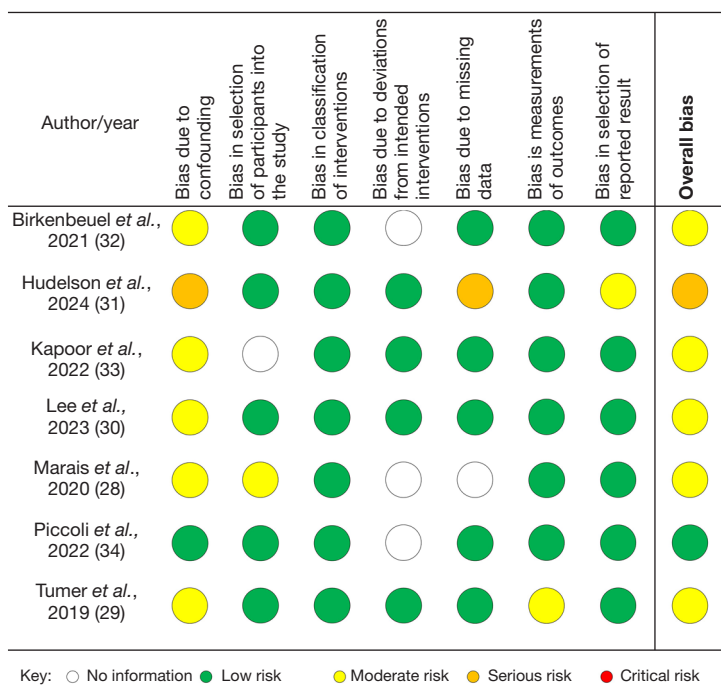 Author/year
Bias due to
confounding
Bias in selection
of participants into
the study
Bias in classification
of interventions
Bias due to deviations
from intended
interventions
Bias due to missing
data
Bias is measurements
of outcomes
Bias in selection of
reported result
Overall bias
Birkenbeuel et al.,
2021 (32)
Hudelson et al.,
2024 (31)
Kapoor et al.,
2022 (33)
Lee et al.,
2023 (30)
Marais et al.,
2020 (28)
Piccoli et al.,
2022 (34)
Tumer et al.,
2019 (29)
Key: No information Low risk Moderate risk Serious risk Critical risk